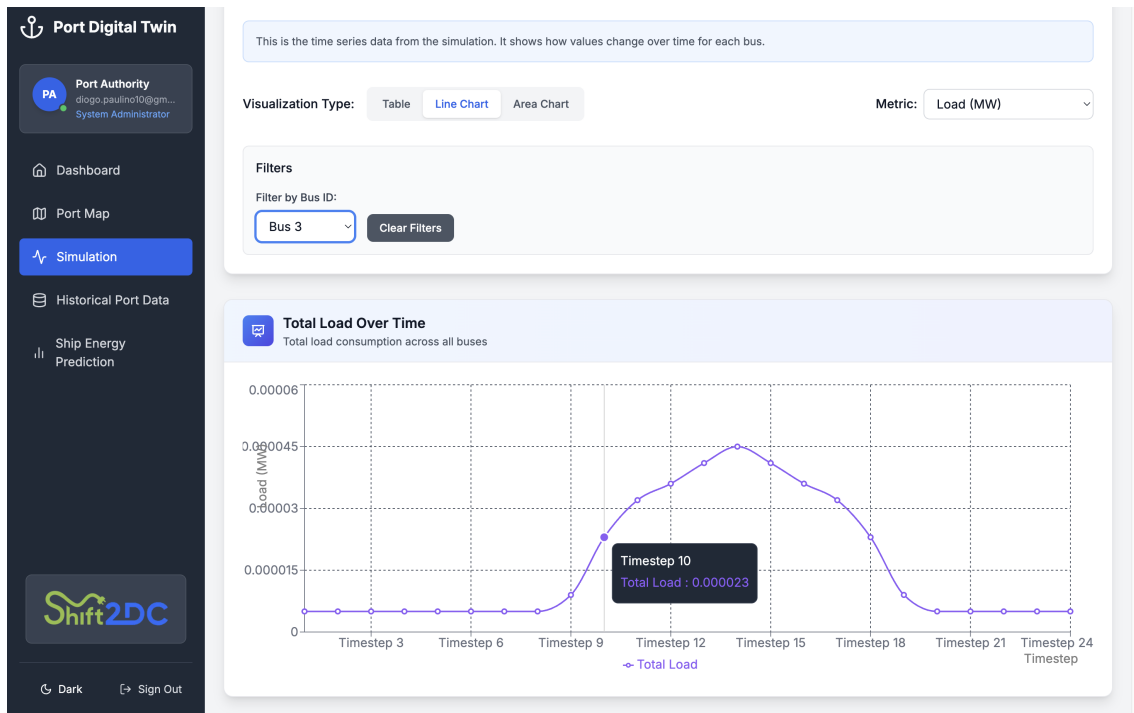 Port Digital Twin
PA
Port Authority
diogo.paulino10@gm...
System Administrator
Dashboard
Port Map
Simulation
Historical Port Data
Ship Energy
Prediction
Shift2DC
Dark
Sign Out
This is the time series data from the simulation. It shows how values change over time for each bus.
Visualization Type:
Table
Line Chart
Area Chart
Metric:
Load (MW)
Filters
Filter by Bus ID:
Bus 3
Clear Filters
Total Load Over Time
Total load consumption across all buses
0.00006
0.000045
0.00003
0.000015
0
Load (MW)
Timestep 10
Total Load : 0.000023
Timestep 3
Timestep 6
Timestep 9
Timestep 12
Timestep 15
Timestep 18
Timestep 21
Timestep 24
Timestep
Total Load